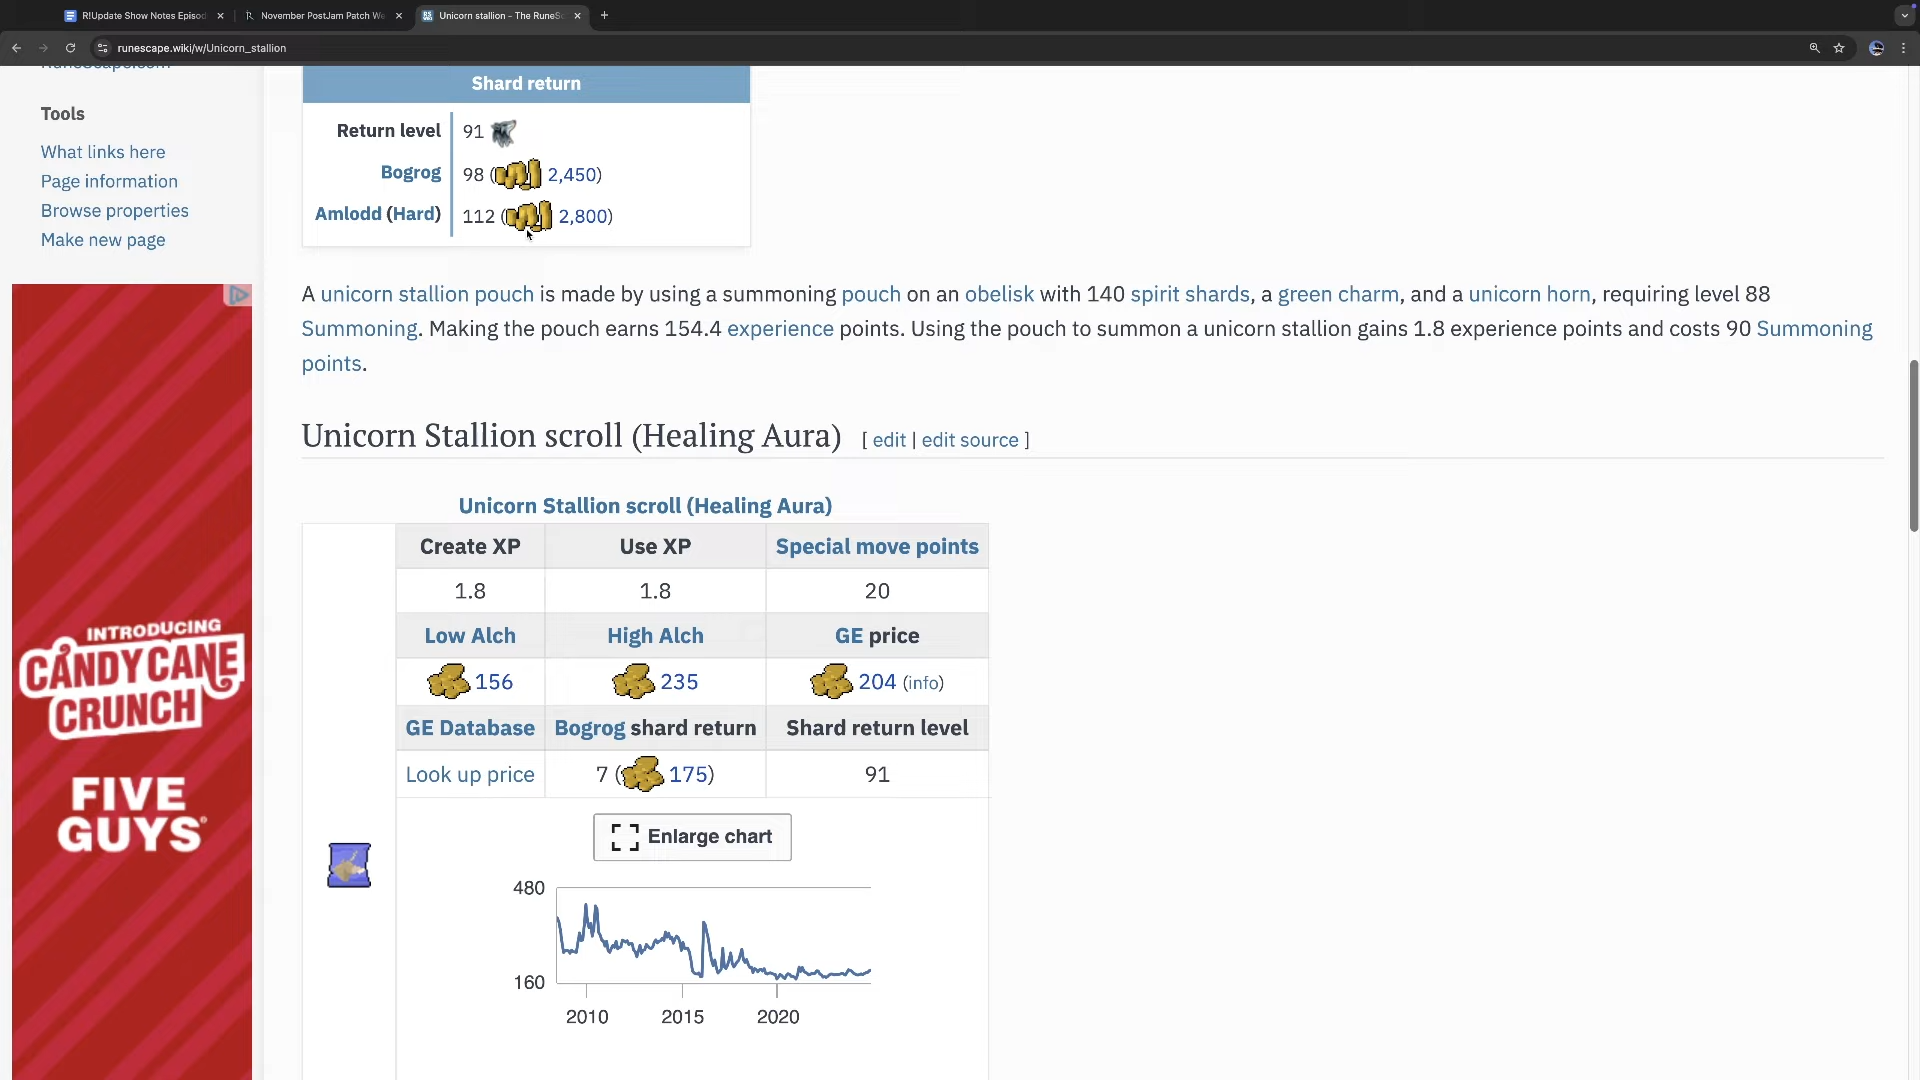 R!Update Show Notes Episod
November PostJam Patch We
Unicorn stallion – The RuneSc
runescape.wiki/w/Unicorn_stallion
RuneScape.com
Tools
What links here
Page information
Browse properties
Make new page
INTRODUCING
CANDY CANE
CRUNCH
FIVE
GUYS®
Shard return
Return level 91
Bogrog 98 (2,450)
Amlodd (Hard) 112 (2,800)
A unicorn stallion pouch is made by using a summoning pouch on an obelisk with 140 spirit shards, a green charm, and a unicorn horn, requiring level 88
Summoning. Making the pouch earns 154.4 experience points. Using the pouch to summon a unicorn stallion gains 1.8 experience points and costs 90 Summoning
points.
Unicorn Stallion scroll (Healing Aura) [ edit | edit source ]
Unicorn Stallion scroll (Healing Aura)
Create XP Use XP Special move points
1.8 1.8 20
Low Alch High Alch GE price
156 235 204 (info)
GE Database Bogrog shard return Shard return level
Look up price 7 (175) 91
Enlarge chart
480
160
2010 2015 2020